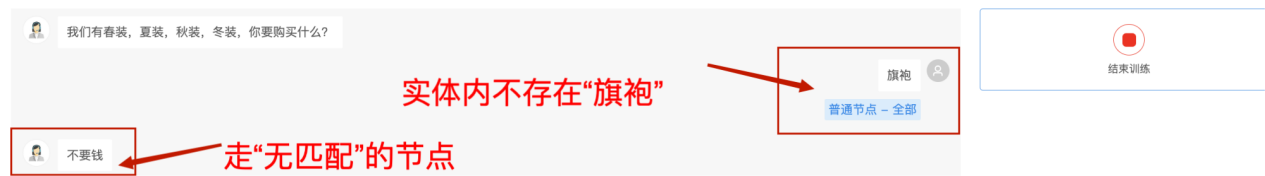 我们有春装，夏装，秋装，冬装，你要购买什么?
旗袍
结束训练
实体内不存在“旗袍”
普通节点 – 全部
不要钱
走“无匹配”的节点